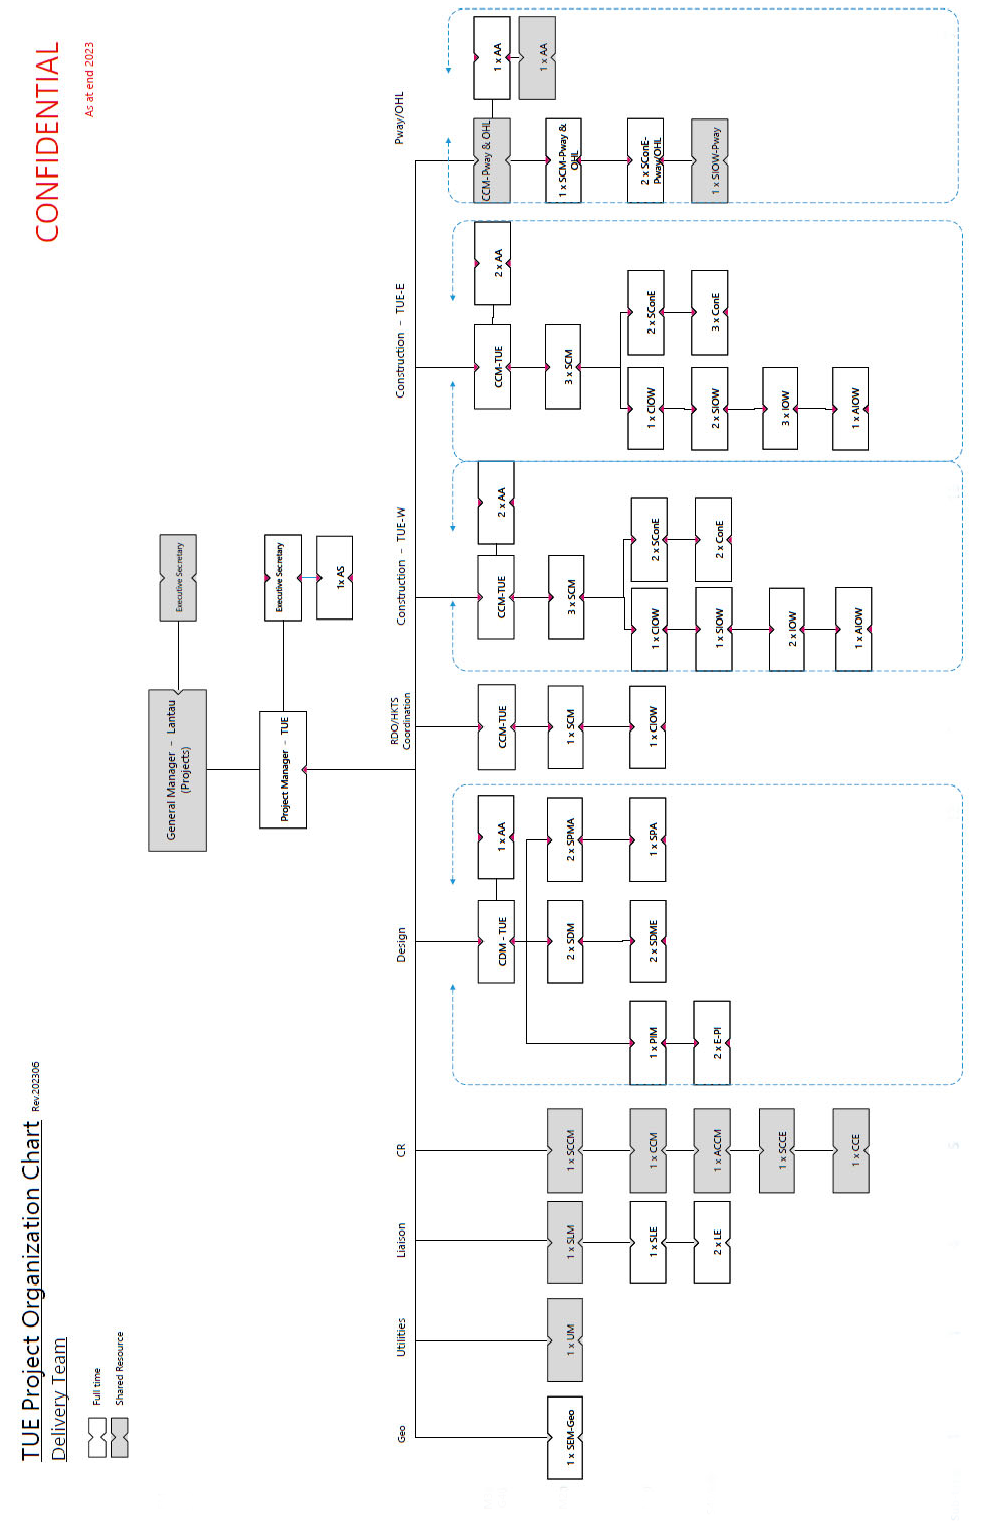 TUE Project Organization Chart Rev.202306
Delivery Team
CONFIDENTIAL
As at end 2023
Full time
Shared Resource
General Manager – Lantau
(Projects)
Executive Secretary
Project Manager – TUE
Executive Secretary
1x AS
Geo
1 x SEM-Geo
Utilities
1 x UM
Liaison
1 x SLM
1 x SLE
2 x LE
CR
1 x SCCM
1 x CCM
1 x ACCM
1 x SCCE
1 x CCE
Design
CDM - TUE
1 x AA
2 x SDM
2 x SPMA
1 x PIM
2 x SDME
1 x SPA
2 x E-PI
RDO/HKTS
Coordination
CCM-TUE
1 x SCM
1 x CIOW
Construction – TUE-W
CCM-TUE
2 x AA
3 x SCM
1 x CIOW
2 x SConE
1 x SIOW
2 x ConE
2 x IOW
1 x AIOW
Construction – TUE-E
CCM-TUE
2 x AA
3 x SCM
1 x CIOW
2 x SConE
2 x SIOW
3 x ConE
3 x IOW
1 x AIOW
Pway/OHL
CCM-Pway & OHL
1 x AA
1 x AA
1 x SCM-Pway &
OHL
2 x SConE-
Pway/OHL
1 x SIOW-Pway